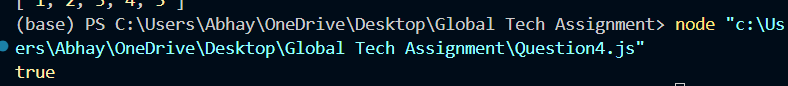 [ 1, 2, 3, 4, 5 ]
(base) PS C:\Users\Abhay\OneDrive\Desktop\Global Tech Assignment> node "c:\Us
ers\Abhay\OneDrive\Desktop\Global Tech Assignment\Question4.js"
true